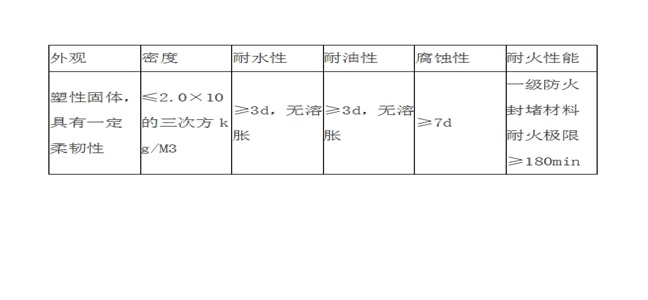 外观 密度 耐水性 耐油性 腐蚀性 耐火性能
塑性固体，
具有一定
柔韧性
≤2.0×10
的三次方k
g/M3
≥3d，无溶
胀
≥3d，无溶
胀
≥7d
一级防火
封堵材料
耐火极限
≥180min